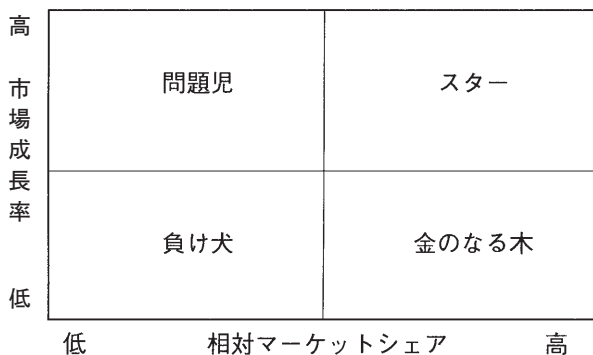 高
市場成長率
低
問題児
スター
負け犬
金のなる木
低
相対マーケットシェア
高